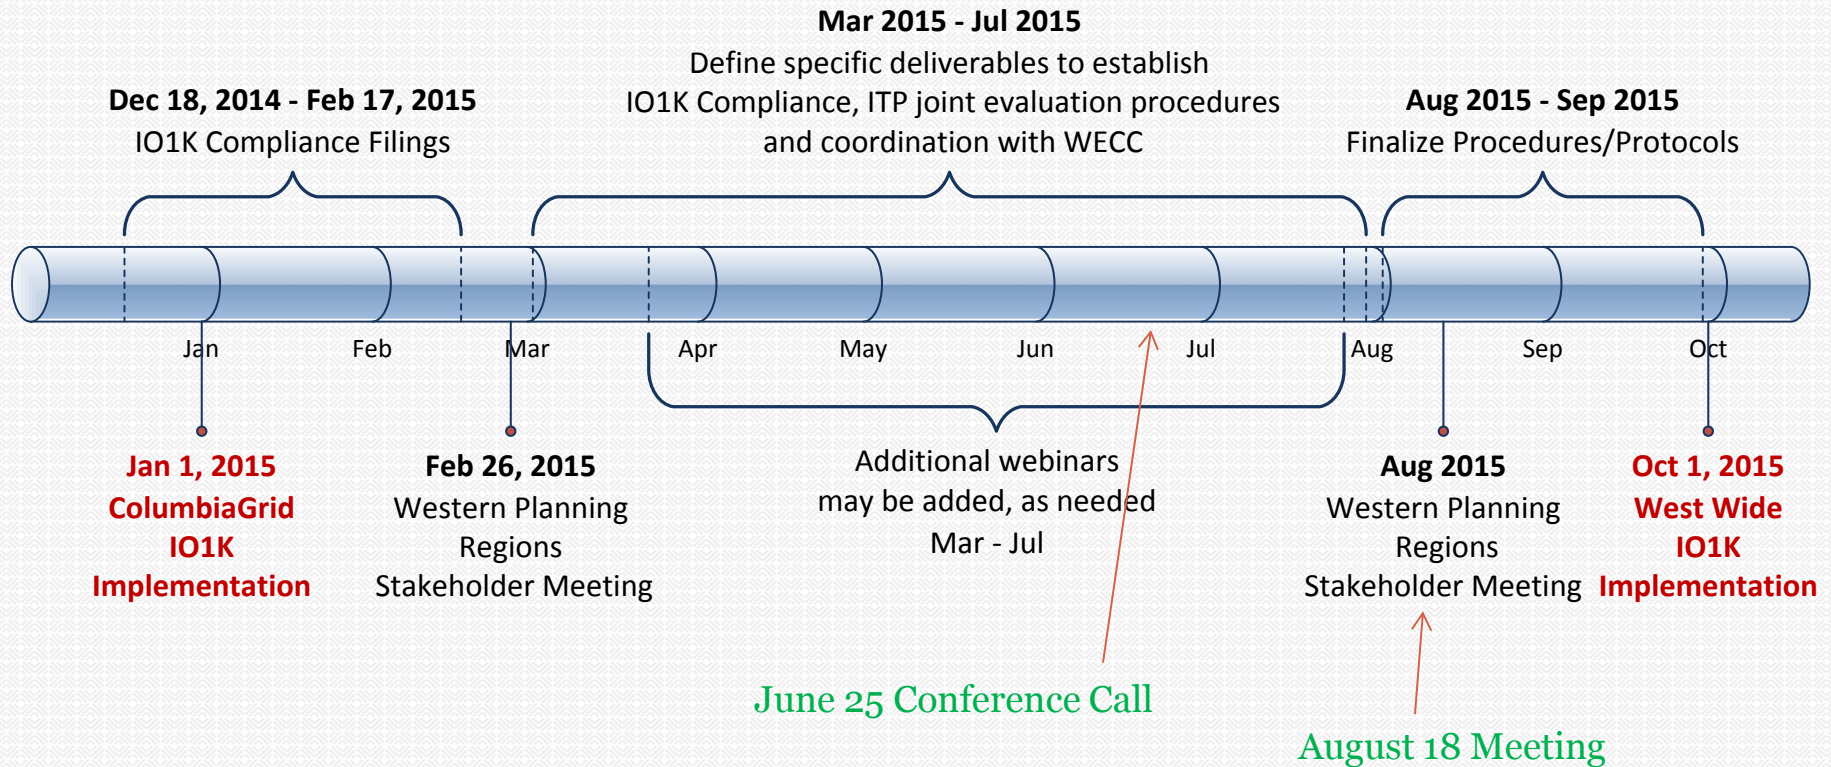 Mar 2015 - Jul 2015
Define specific deliverables to establish
IO1K Compliance, ITP joint evaluation procedures
and coordination with WECC
Dec 18, 2014 - Feb 17, 2015
IO1K Compliance Filings
Aug 2015 - Sep 2015
Finalize Procedures/Protocols
Jan
Feb
Mar
Apr
May
Jun
Jul
Aug
Sep
Oct
Jan 1, 2015
ColumbiaGrid
IO1K
Implementation
Feb 26, 2015
Western Planning
Regions
Stakeholder Meeting
Additional webinars
may be added, as needed
Mar - Jul
Aug 2015
Western Planning
Regions
Stakeholder Meeting
Oct 1, 2015
West Wide
IO1K
Implementation
June 25 Conference Call
August 18 Meeting